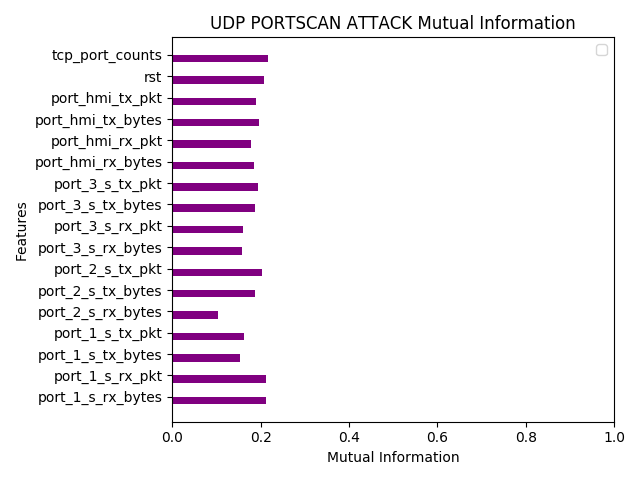 UDP PORTSCAN ATTACK Mutual Information
tcp_port_counts
rst
port_hmi_tx_pkt
port_hmi_tx_bytes
port_hmi_rx_pkt
port_hmi_rx_bytes
port_3_s_tx_pkt
port_3_s_tx_bytes
port_3_s_rx_pkt
port_3_s_rx_bytes
port_2_s_tx_pkt
port_2_s_tx_bytes
port_2_s_rx_bytes
port_1_s_tx_pkt
port_1_s_tx_bytes
port_1_s_rx_pkt
port_1_s_rx_bytes
Features
0.0 0.2 0.4 0.6 0.8 1.0
Mutual Information